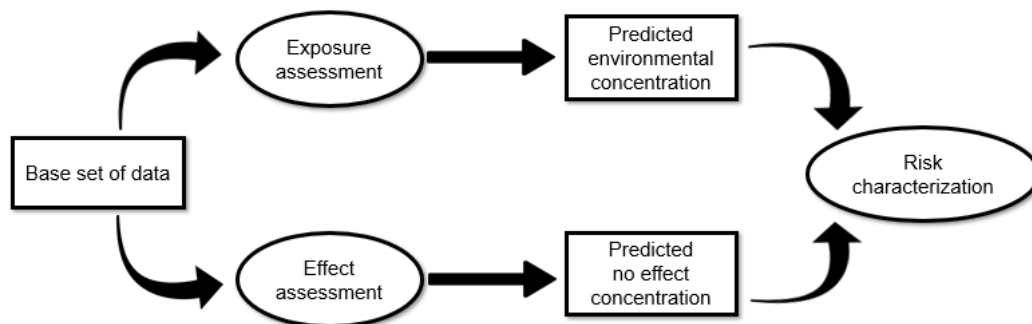 Base set of data
Exposure
assessment
Predicted
environmental
concentration
Effect
assessment
Predicted
no effect
concentration
Risk
characterization